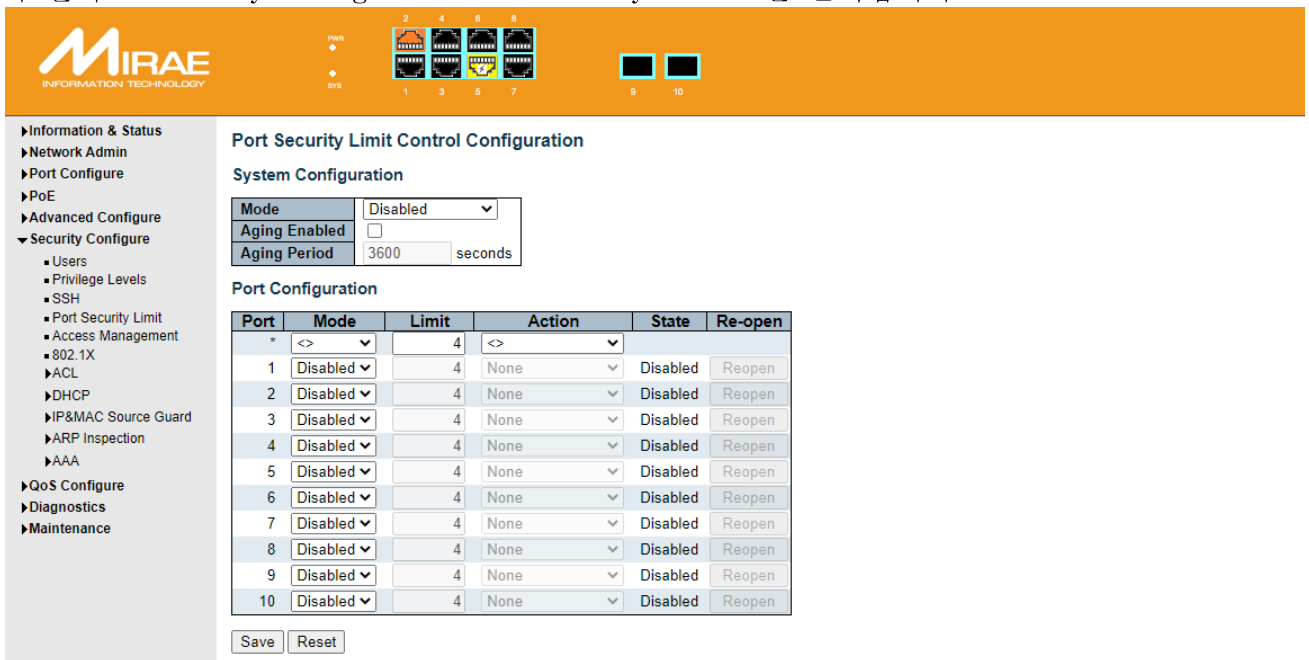 2 4 6 8
MIRAE
INFORMATION TECHNOLOGY
PWR
SYS
1 3 5 7
9 10
Information & Status
Network Admin
Port Configure
PoE
Advanced Configure
Security Configure
Users
Privilege Levels
SSH
Port Security Limit
Access Management
802.1X
ACL
DHCP
IP&MAC Source Guard
ARP Inspection
AAA
QoS Configure
Diagnostics
Maintenance
Port Security Limit Control Configuration
System Configuration
Mode Disabled
Aging Enabled
Aging Period 3600 seconds
Port Configuration
Port Mode Limit Action State Re-open
* <> 4 <>
1 Disabled 4 None Disabled Reopen
2 Disabled 4 None Disabled Reopen
3 Disabled 4 None Disabled Reopen
4 Disabled 4 None Disabled Reopen
5 Disabled 4 None Disabled Reopen
6 Disabled 4 None Disabled Reopen
7 Disabled 4 None Disabled Reopen
8 Disabled 4 None Disabled Reopen
9 Disabled 4 None Disabled Reopen
10 Disabled 4 None Disabled Reopen
Save Reset